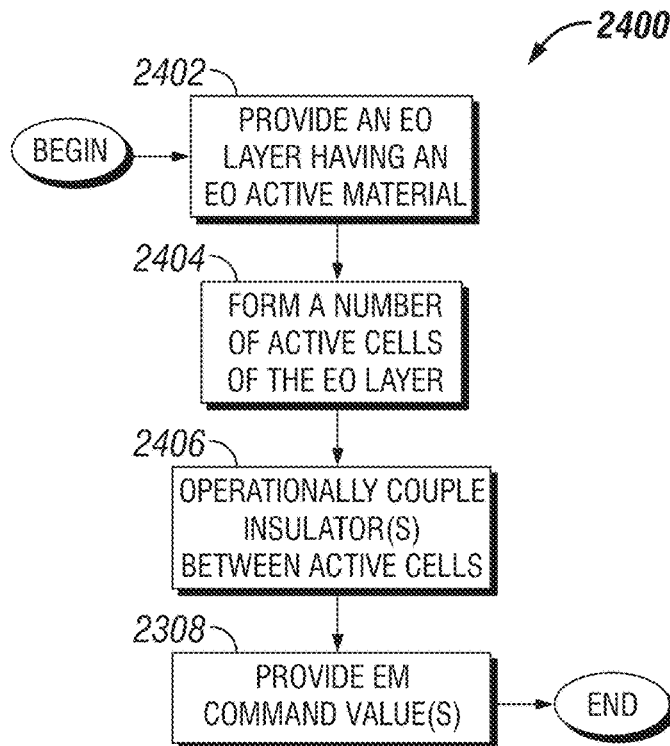 2400
2402
BEGIN
PROVIDE AN EO
LAYER HAVING AN
EO ACTIVE MATERIAL
2404
FORM A NUMBER
OF ACTIVE CELLS
OF THE EO LAYER
2406
OPERATIONALLY COUPLE
INSULATOR(S)
BETWEEN ACTIVE CELLS
2308
PROVIDE EM
COMMAND VALUE(S)
END